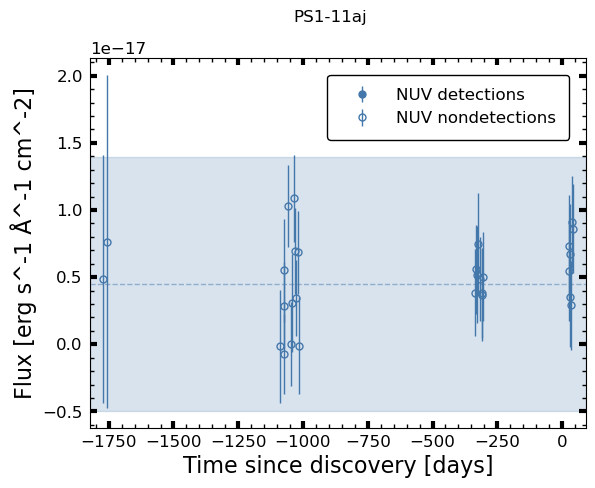 PS1-11aj
1e−17
2.0
1.5
1.0
0.5
0.0
−0.5
Flux [erg s^-1 Å^-1 cm^-2]
NUV detections
NUV nondetections
−1750 −1500 −1250 −1000 −750 −500 −250 0
Time since discovery [days]